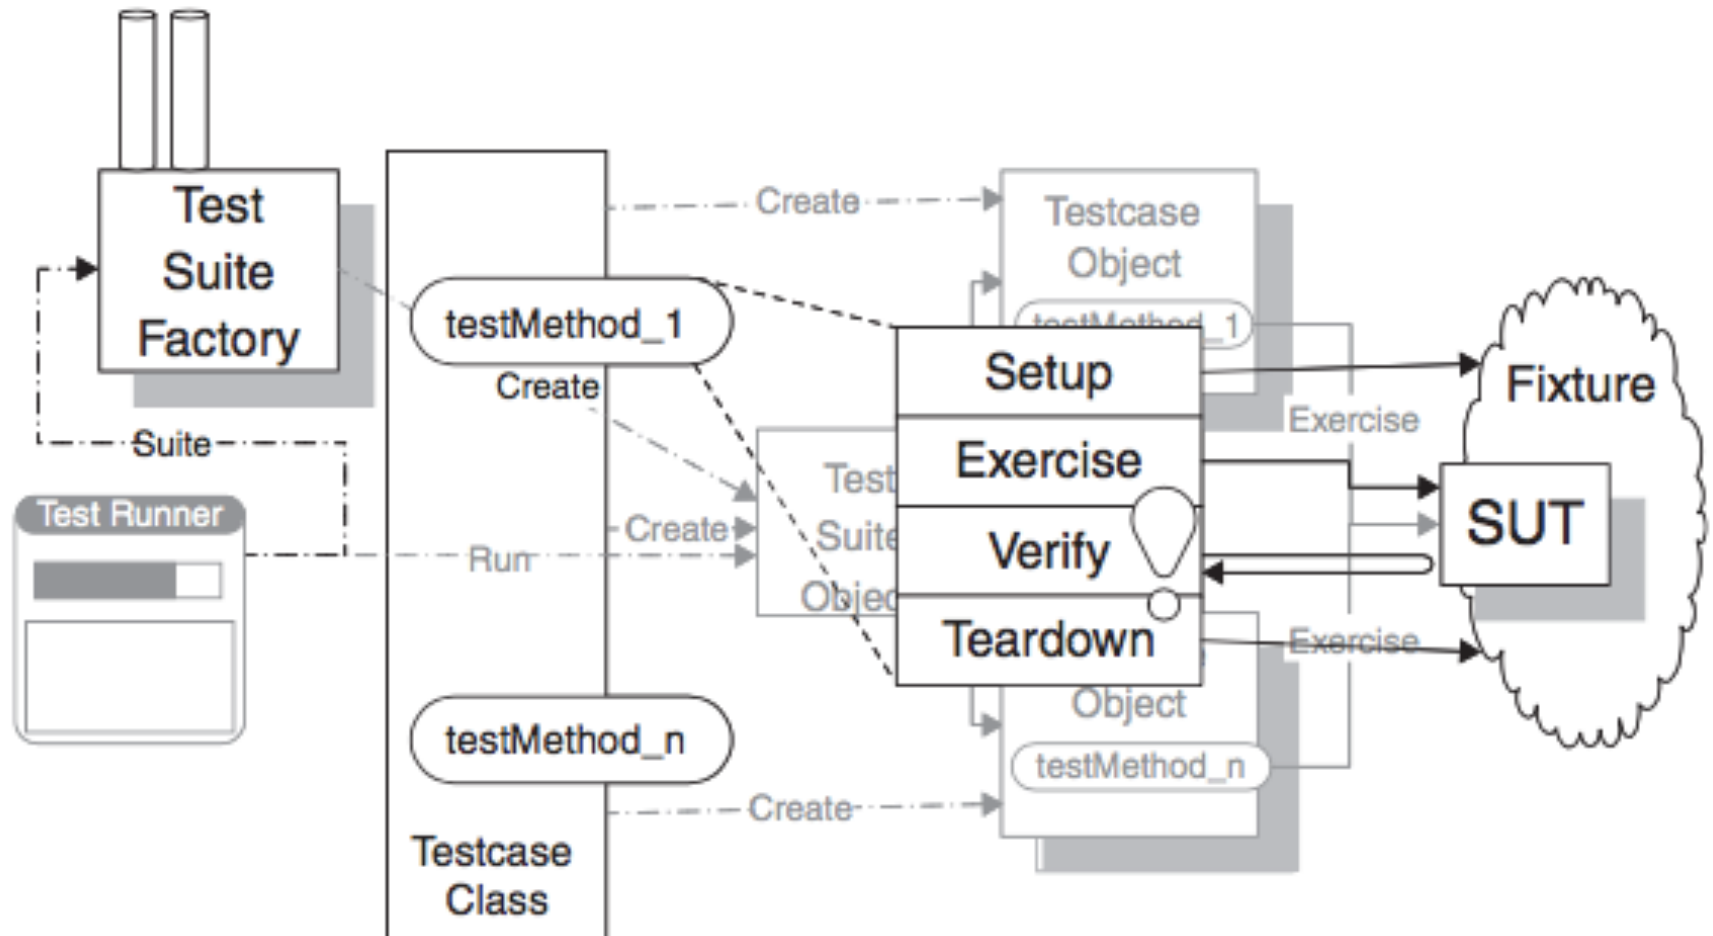 Test
Suite
Factory
Suite
Test Runner
Run
testMethod_1
Create
testMethod_n
Testcase
Class
Create
Create
Create
Testcase
Object
testMethod_1
Test
Suite
Object
testMethod_n
Setup
Exercise
Verify
Teardown
Exercise
Exercise
Fixture
SUT